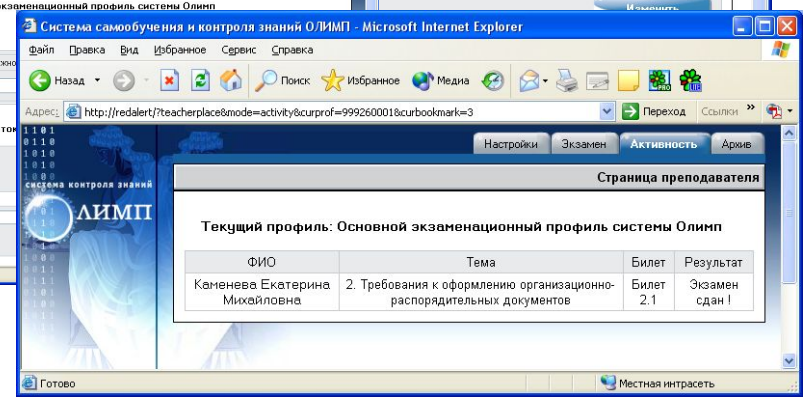 экзаменационный профиль системы Олимп
Изменить
Система самообучения и контроля знаний ОЛИМП - Microsoft Internet Explorer
Файл Правка Вид Избранное Сервис Справка
Назад Поиск Избранное Медиа
Адрес: http://redalert/?teacherplace&mode=activity&curprof=999260001&curbookmark=3 Переход Ссылки »
Настройки Экзамен Активность Архив
система контроля знаний
ОЛИМП
Страница преподавателя
Текущий профиль: Основной экзаменационный профиль системы Олимп
ФИО Тема Билет Результат
Каменева Екатерина 2. Требования к оформлению организационно- Билет Экзамен
Михайловна распорядительных документов 2.1 сдан !
Готово Местная интрасеть